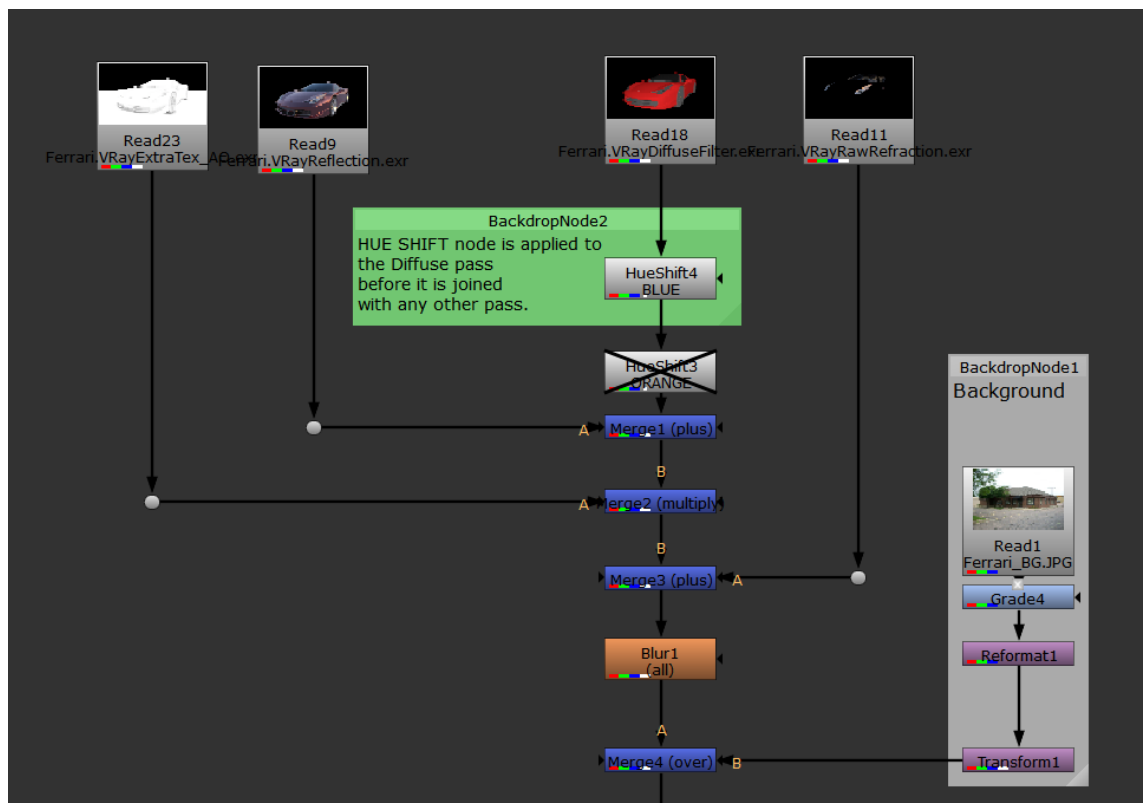 Read23
Ferrari.VRayExtraTex_AO.exr
Read9
Ferrari.VRayReflection.exr
Read18
Ferrari.VRayDiffuseFilter.exr
Read11
Ferrari.VRayRawRefraction.exr
BackdropNode2
HUE SHIFT node is applied to
the Diffuse pass
before it is joined
with any other pass.
HueShift4
BLUE
HueShift3
ORANGE
A
Merge1 (plus)
B
A
Merge2 (multiply)
B
Merge3 (plus)
A
Blur1
(all)
A
Merge4 (over)
B
BackdropNode1
Background
Read1
Ferrari_BG.JPG
Grade4
Reformat1
Transform1